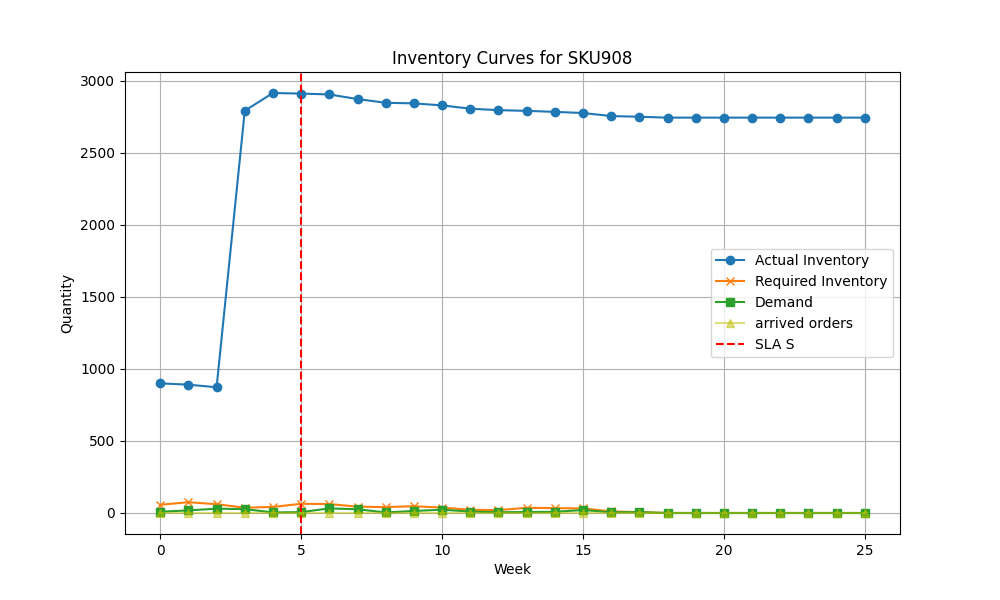 Inventory Curves for SKU908
3000
2500
2000
1500
1000
500
0
Quantity
Actual Inventory
Required Inventory
Demand
arrived orders
SLA S
0 5 10 15 20 25
Week